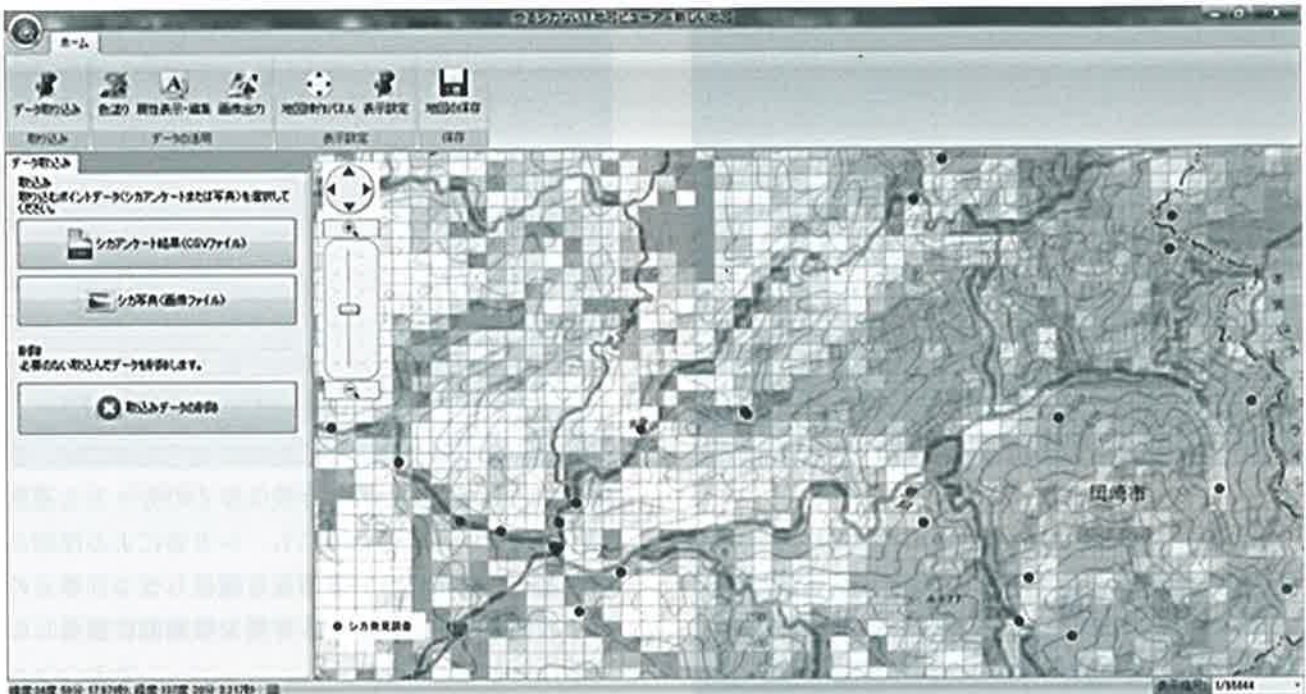 ホーム
データ取り込み 色塗り 属性表示・編集 画像出力 地図操作パネル 表示設定 地図の保存
取り込み データの活用 表示設定 保存
データ取り込み
取り込み
取り込むポイントデータ(シカアンケートまたは写真)を選択して
ください。
シカアンケート結果(CSVファイル)
シカ写真(画像ファイル)
削除
必要のない取り込んだデータを削除します。
取り込みデータの削除
岡崎市
シカ発見調査
表示縮尺: